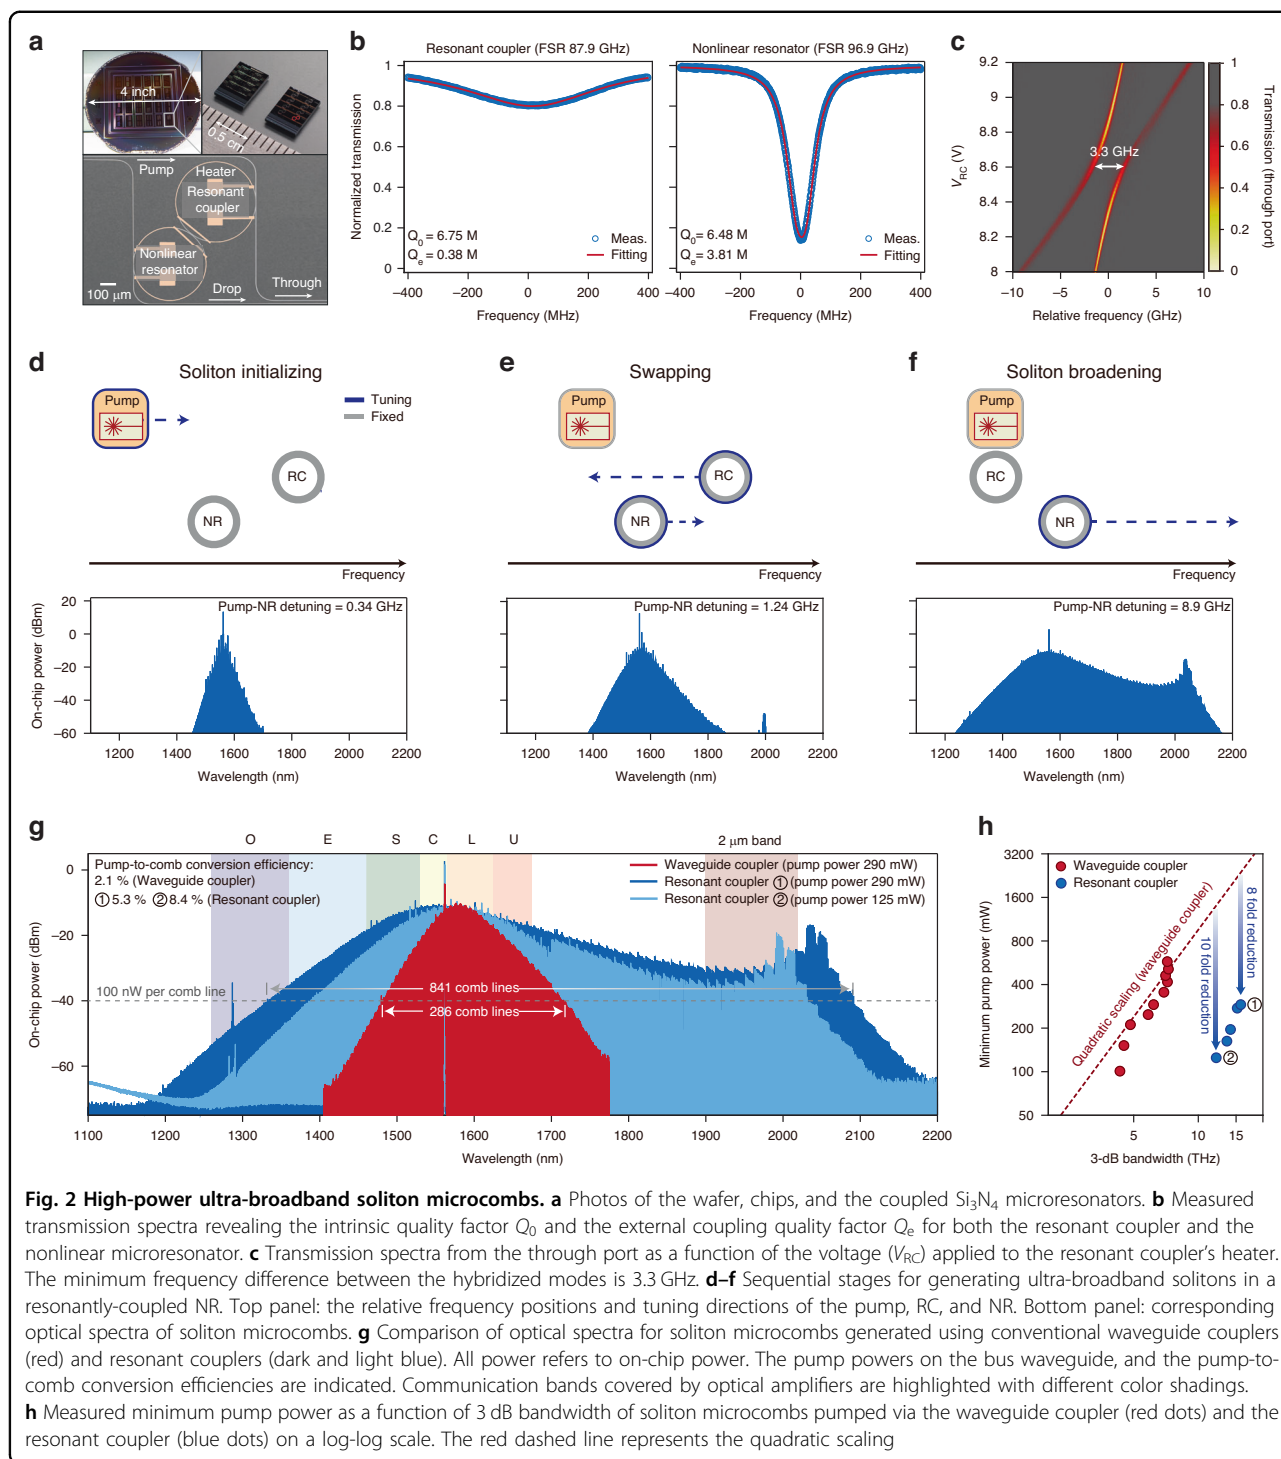 a
4 inch
0.5 cm
Pump
Heater
Resonant
coupler
Nonlinear
resonator
100 μm
Drop
Through
b
Resonant coupler (FSR 87.9 GHz)
Normalized transmission
1
0.8
0.6
0.4
0.2
0
Q0 = 6.75 M
Qe = 0.38 M
Meas.
Fitting
−400
−200
0
200
400
Frequency (MHz)
Nonlinear resonator (FSR 96.9 GHz)
Q0 = 6.48 M
Qe = 3.81 M
Meas.
Fitting
−400
−200
0
200
400
Frequency (MHz)
c
VRC (V)
9.2
9
8.8
8.6
8.4
8.2
8
3.3 GHz
−10
−5
0
5
10
Relative frequency (GHz)
1
0.8
0.6
0.4
0.2
0
Transmission (through port)
d
Soliton initializing
Pump
Tuning
Fixed
RC
NR
Frequency
On-chip power (dBm)
20
0
−20
−40
−60
Pump-NR detuning = 0.34 GHz
1200
1400
1600
1800
2000
2200
Wavelength (nm)
e
Swapping
Pump
RC
NR
Frequency
Pump-NR detuning = 1.24 GHz
1200
1400
1600
1800
2000
2200
Wavelength (nm)
f
Soliton broadening
Pump
RC
NR
Frequency
Pump-NR detuning = 8.9 GHz
1200
1400
1600
1800
2000
2200
Wavelength (nm)
g
O
E
S
C
L
U
2 μm band
On-chip power (dBm)
0
−20
−40
−60
Pump-to-comb conversion efficiency:
2.1 % (Waveguide coupler)
① 5.3 % ② 8.4 % (Resonant coupler)
Waveguide coupler (pump power 290 mW)
Resonant coupler ① (pump power 290 mW)
Resonant coupler ② (pump power 125 mW)
100 nW per comb line
841 comb lines
286 comb lines
1100
1200
1300
1400
1500
1600
1700
1800
1900
2000
2100
2200
Wavelength (nm)
h
Minimum pump power (mW)
3200
1600
800
400
200
100
50
Waveguide coupler
Resonant coupler
Quadratic scaling (waveguide coupler)
10 fold reduction
8 fold reduction
①
②
5
10
15
3-dB bandwidth (THz)
Fig. 2 High-power ultra-broadband soliton microcombs. a Photos of the wafer, chips, and the coupled Si3N4 microresonators. b Measured
transmission spectra revealing the intrinsic quality factor Q0 and the external coupling quality factor Qe for both the resonant coupler and the
nonlinear microresonator. c Transmission spectra from the through port as a function of the voltage (VRC) applied to the resonant coupler's heater.
The minimum frequency difference between the hybridized modes is 3.3 GHz. d–f Sequential stages for generating ultra-broadband solitons in a
resonantly-coupled NR. Top panel: the relative frequency positions and tuning directions of the pump, RC, and NR. Bottom panel: corresponding
optical spectra of soliton microcombs. g Comparison of optical spectra for soliton microcombs generated using conventional waveguide couplers
(red) and resonant couplers (dark and light blue). All power refers to on-chip power. The pump powers on the bus waveguide, and the pump-to-
comb conversion efficiencies are indicated. Communication bands covered by optical amplifiers are highlighted with different color shadings.
h Measured minimum pump power as a function of 3 dB bandwidth of soliton microcombs pumped via the waveguide coupler (red dots) and the
resonant coupler (blue dots) on a log-log scale. The red dashed line represents the quadratic scaling